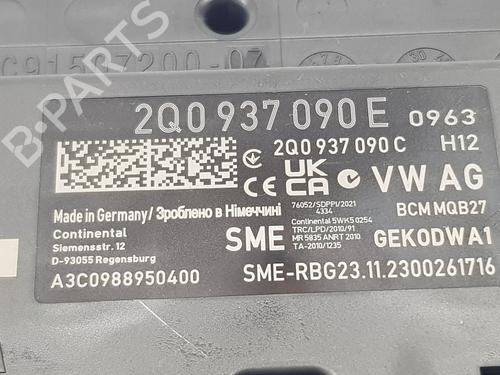 2Q0 937 090 E 0963
2Q0 937 090 C H12
UK
CA
VW AG
76052/SDPPI/2021
4334
Continental 5WK5 0254
TRC/LPD/2010/91
MR 5835 ANRT 2010
TA-2010/1235
BCM MQB27
Made in Germany/ Зроблено в Німеччині
Continental
Siemensstr. 12
D-93055 Regensburg
SME
GEKODWA1
A3C0988950400
SME-RBG23.11.2300261716
B-PARTS